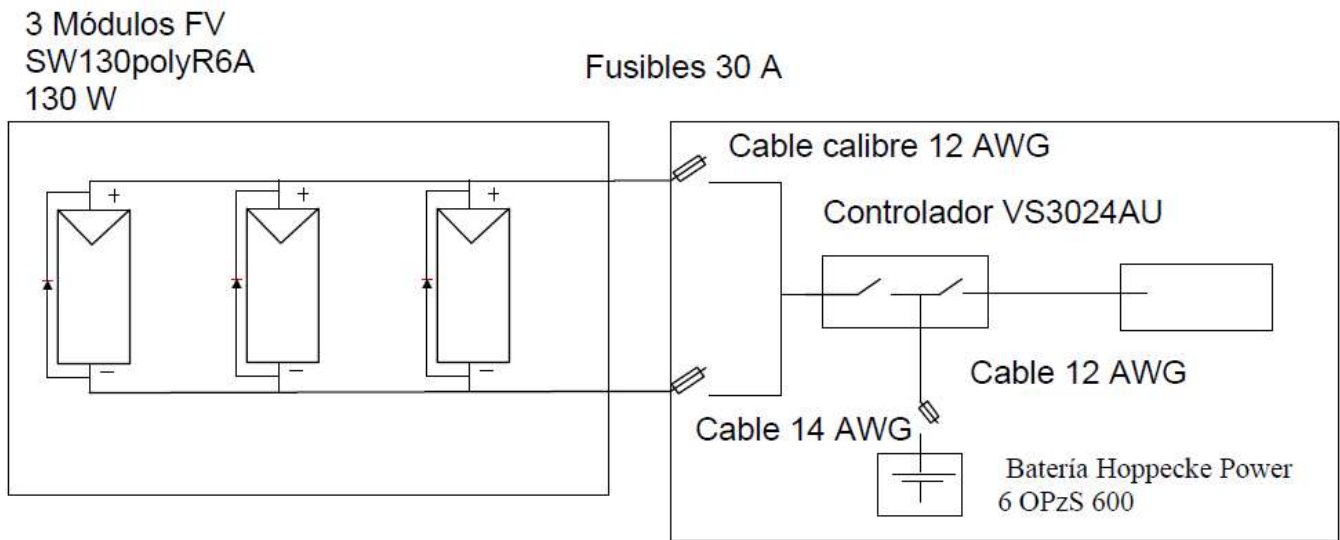 3 Módulos FV
SW130polyR6A
130 W
Fusibles 30 A
Cable calibre 12 AWG
Controlador VS3024AU
+
+
+
−
−
−
Cable 12 AWG
Cable 14 AWG
Batería Hoppecke Power
6 OPzS 600